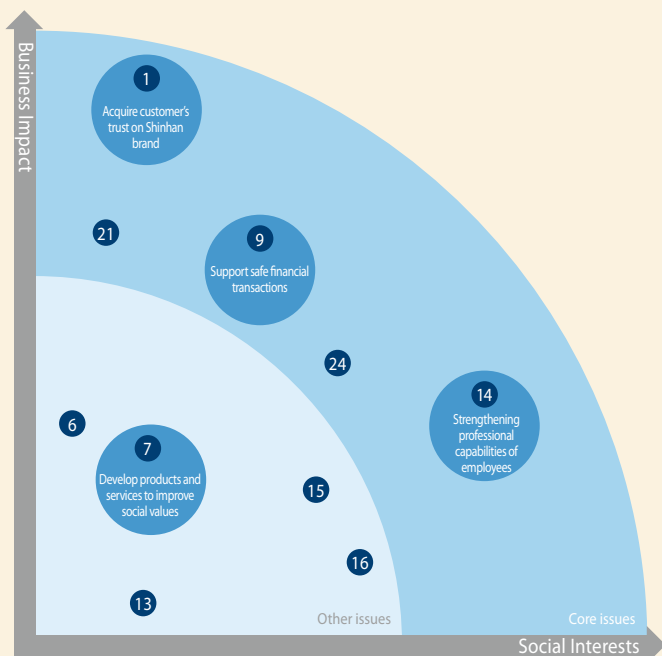 Business Impact
1
Acquire customer's
trust on Shinhan
brand
21
9
Support safe financial
transactions
24
14
Strengthening
professional
capabilities of
employees
6
7
Develop products and
services to improve
social values
15
16
13
Other issues
Core issues
Social Interests